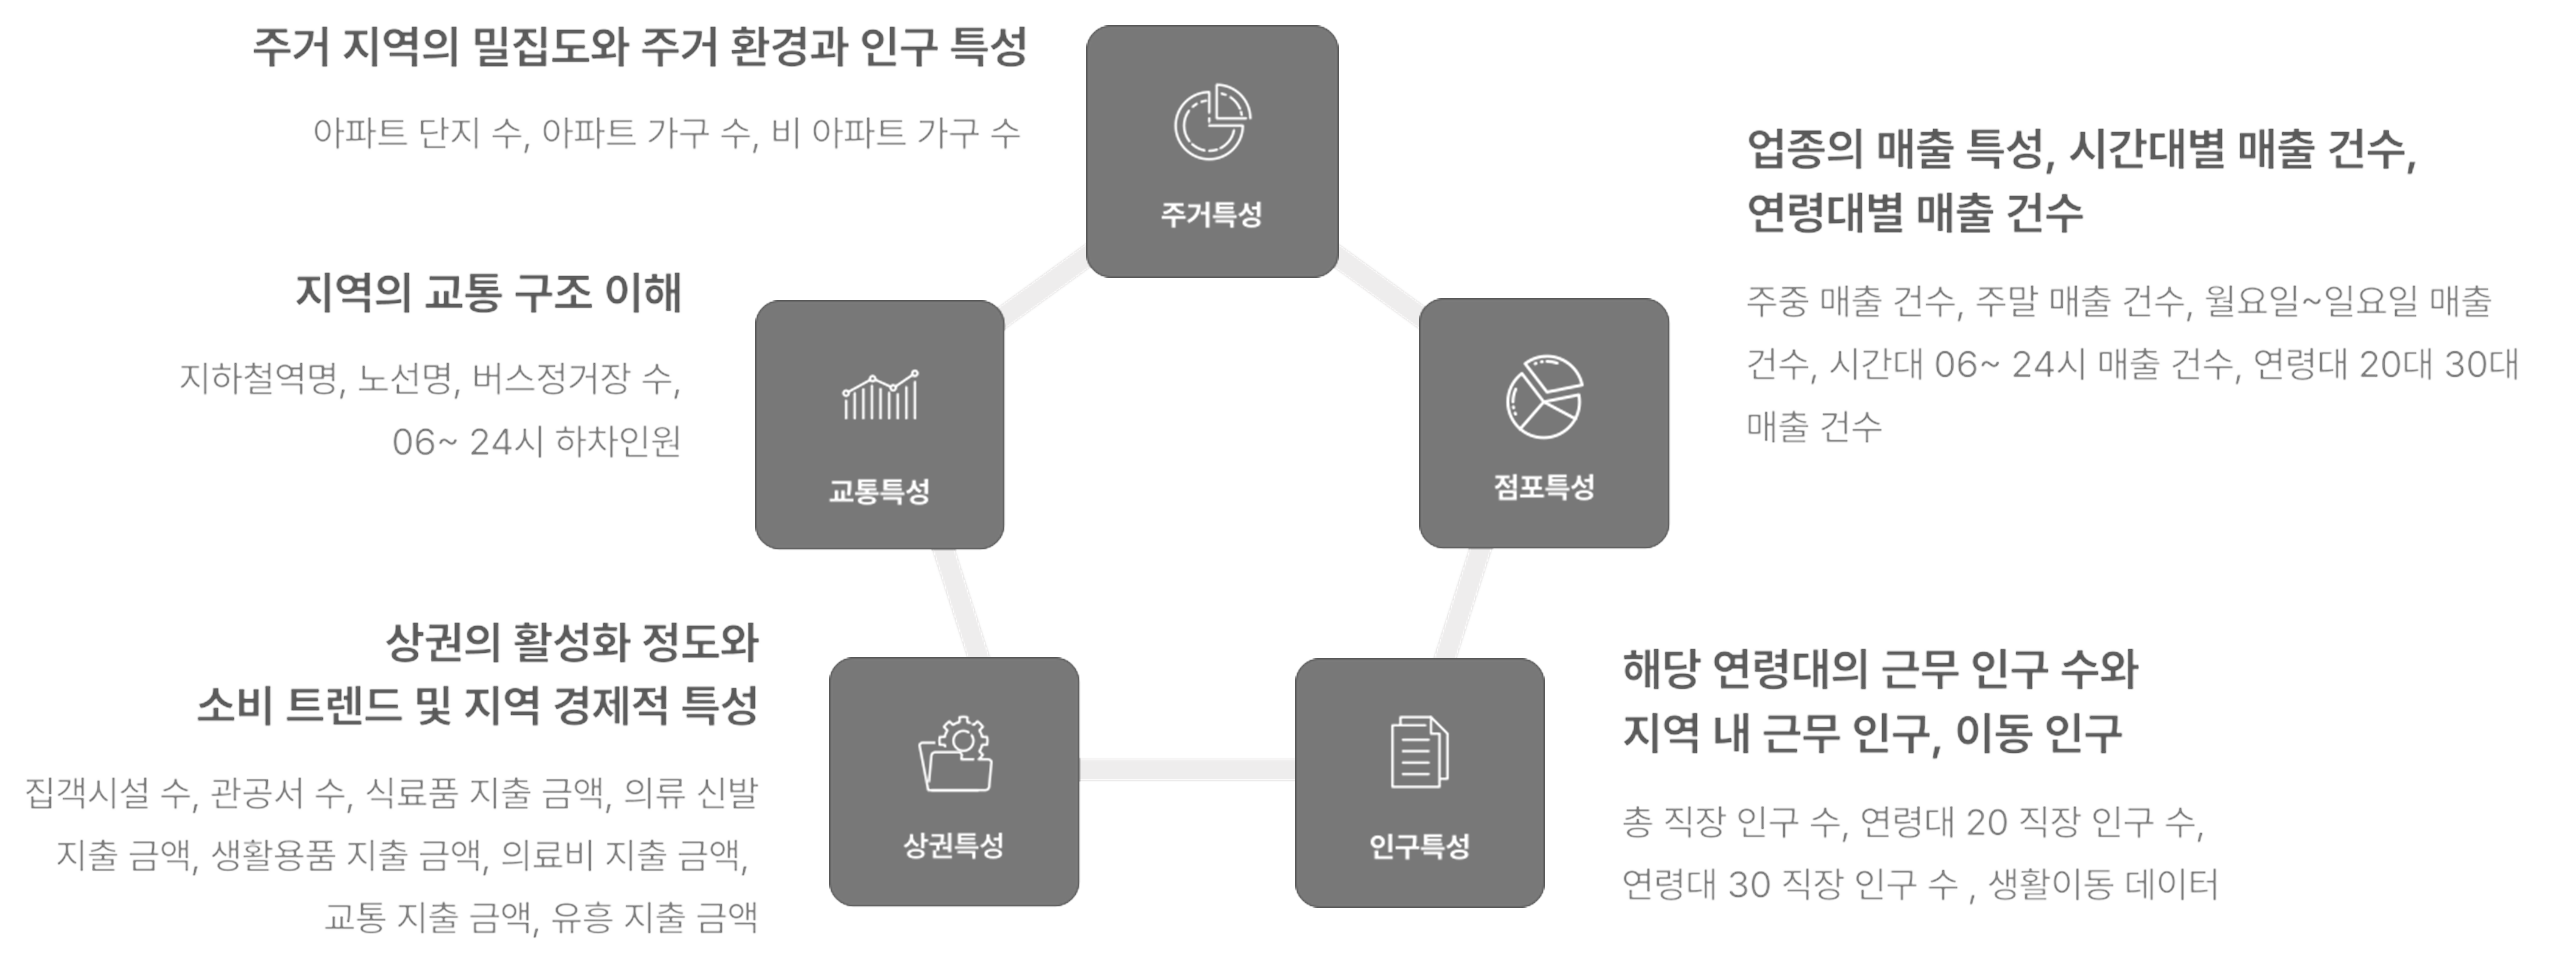 주거 지역의 밀집도와 주거 환경과 인구 특성
아파트 단지 수, 아파트 가구 수, 비 아파트 가구 수
주거특성
업종의 매출 특성, 시간대별 매출 건수,
연령대별 매출 건수
주중 매출 건수, 주말 매출 건수, 월요일~일요일 매출
건수, 시간대 06~ 24시 매출 건수, 연령대 20대 30대
매출 건수
점포특성
지역의 교통 구조 이해
지하철역명, 노선명, 버스정거장 수,
06~ 24시 하차인원
교통특성
상권의 활성화 정도와
소비 트렌드 및 지역 경제적 특성
집객시설 수, 관공서 수, 식료품 지출 금액, 의류 신발
지출 금액, 생활용품 지출 금액, 의료비 지출 금액,
교통 지출 금액, 유흥 지출 금액
상권특성
인구특성
해당 연령대의 근무 인구 수와
지역 내 근무 인구, 이동 인구
총 직장 인구 수, 연령대 20 직장 인구 수,
연령대 30 직장 인구 수 , 생활이동 데이터